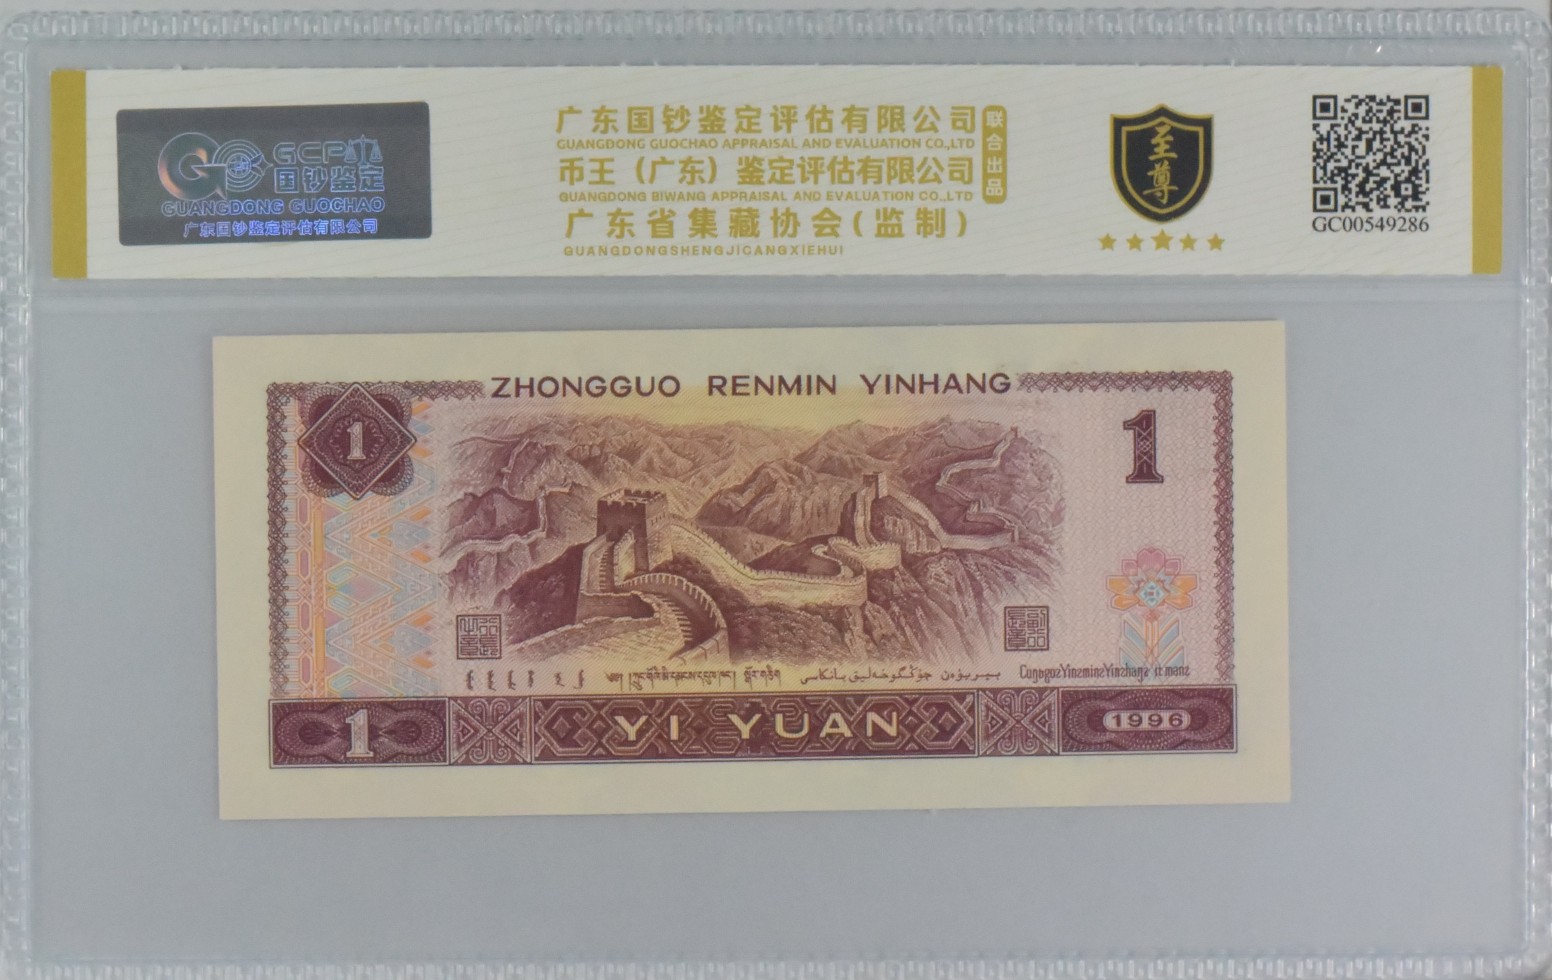 GCP
国钞鉴定
GUANGDONG GUOCHAO
广东国钞鉴定评估有限公司
广东国钞鉴定评估有限公司
GUANGDONG GUOCHAO APPRAISAL AND EVALUATION CO.,LTD
币王（广东）鉴定评估有限公司
GUANGDONG BIWANG APPRAISAL AND EVALUATION CO.,LTD
联合出品
广东省集藏协会(监制)
GUANGDONGSHENGJICANGXIEHUI
至尊
GC00549286
ZHONGGUO RENMIN YINHANG
1
1
YI YUAN
1
1996